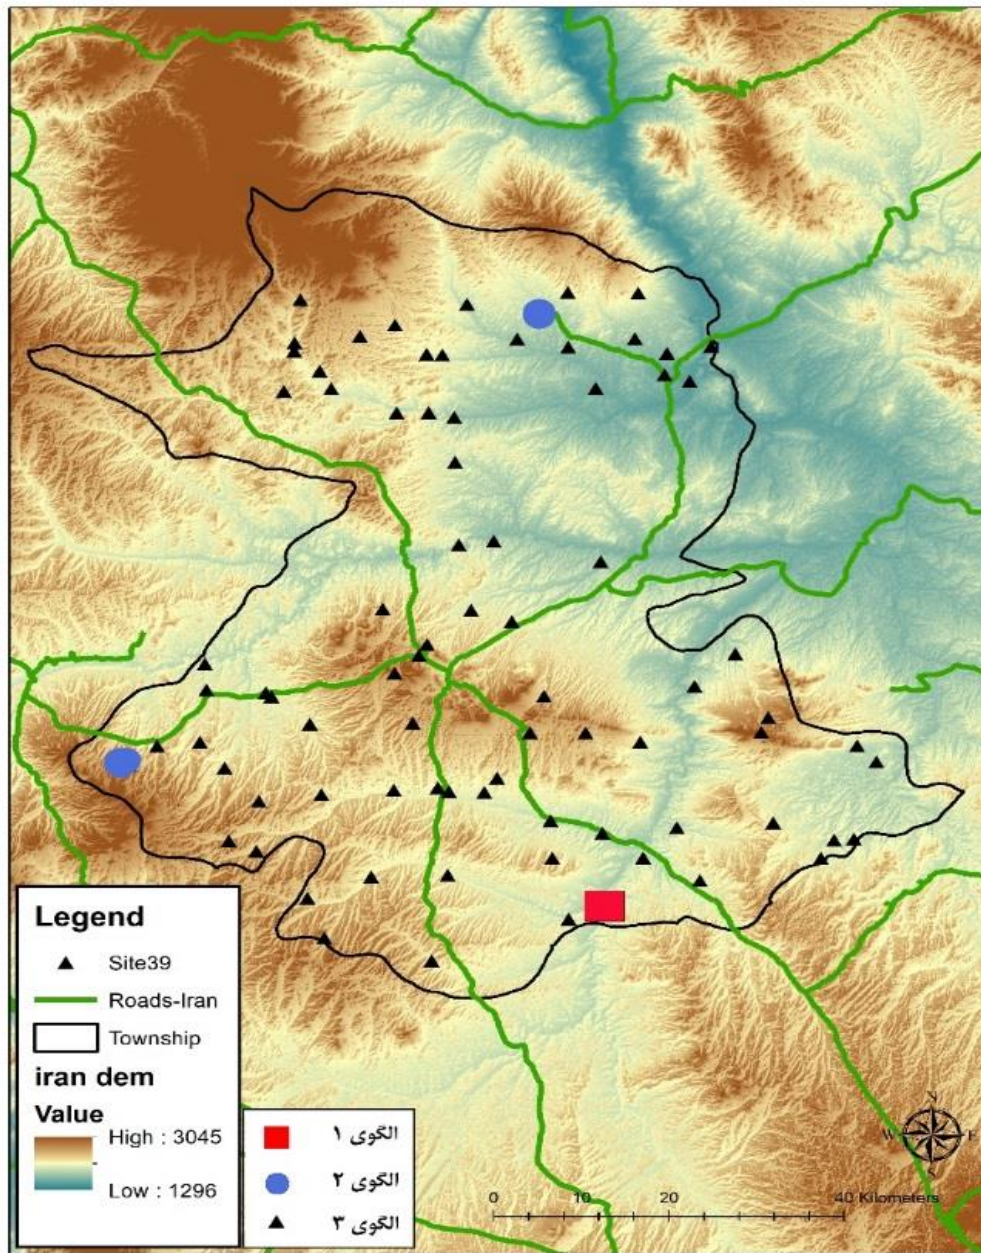 N
W
E
S
Legend
Site39
Roads-Iran
Township
iran dem
Value
High : 3045
Low : 1296
الگوی ۱
الگوی ۲
الگوی ۳
0 10 20 40 Kilometers